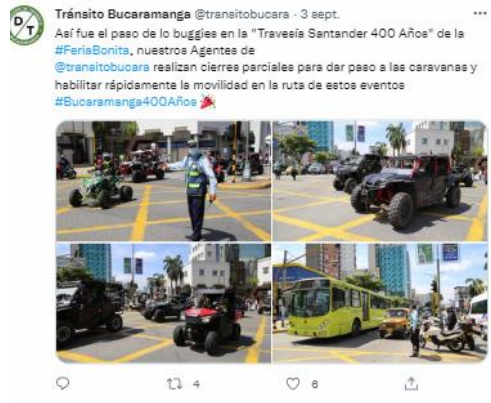 Tránsito Bucaramanga @transitobucara · 3 sept.
Así fue el paso de lo buggies en la "Travesía Santander 400 Años" de la
#FeriaBonita, nuestros Agentes de
@transitobucara realizan cierres parciales para dar paso a las caravanas y
habilitar rápidamente la movilidad en la ruta de estos eventos
#Bucaramanga400Años
4
6